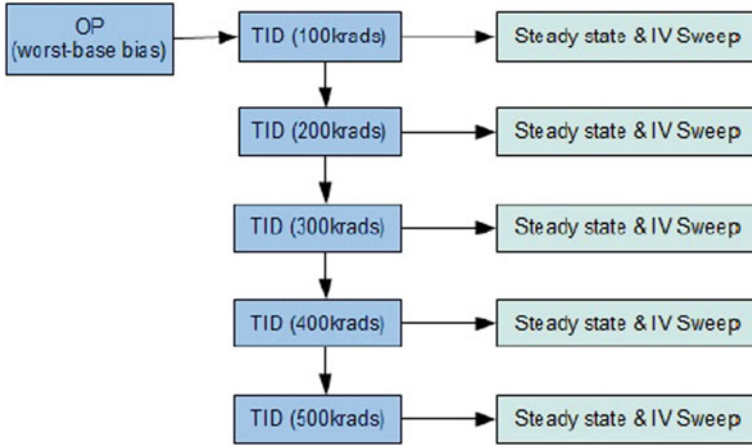 OP
(worst-base bias)
TID (100krads)
Steady state & IV Sweep
TID (200krads)
Steady state & IV Sweep
TID (300krads)
Steady state & IV Sweep
TID (400krads)
Steady state & IV Sweep
TID (500krads)
Steady state & IV Sweep